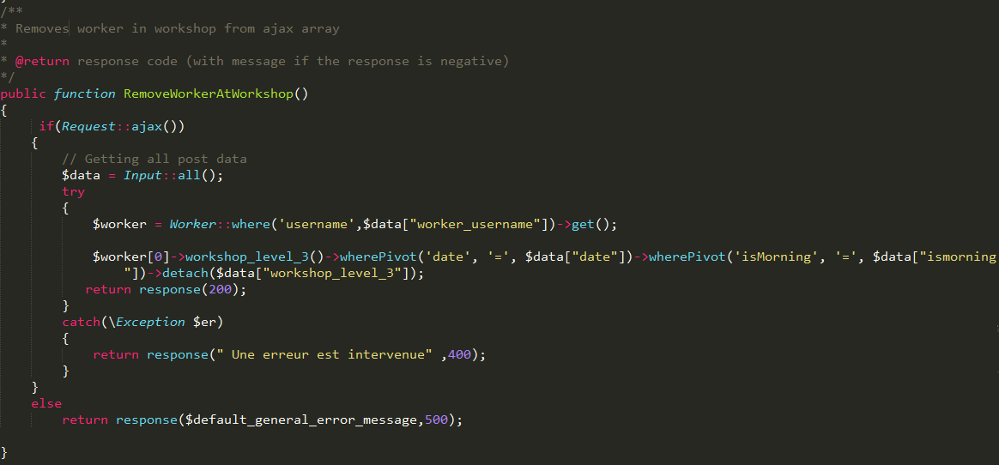 /**
* Removes worker in workshop from ajax array
*
* @return response code (with message if the response is negative)
*/
public function RemoveWorkerAtWorkshop()
{
if(Request::ajax())
{
// Getting all post data
$data = Input::all();
try
{
$worker = Worker::where('username',$data["worker_username"])->get();
$worker[0]->workshop_level_3()->wherePivot('date', '=', $data["date"])->wherePivot('isMorning', '=', $data["ismorning
"])->detach($data["workshop_level_3"]);
return response(200);
}
catch(\Exception $er)
{
return response(" Une erreur est intervenue" ,400);
}
}
else
return response($default_general_error_message,500);
}